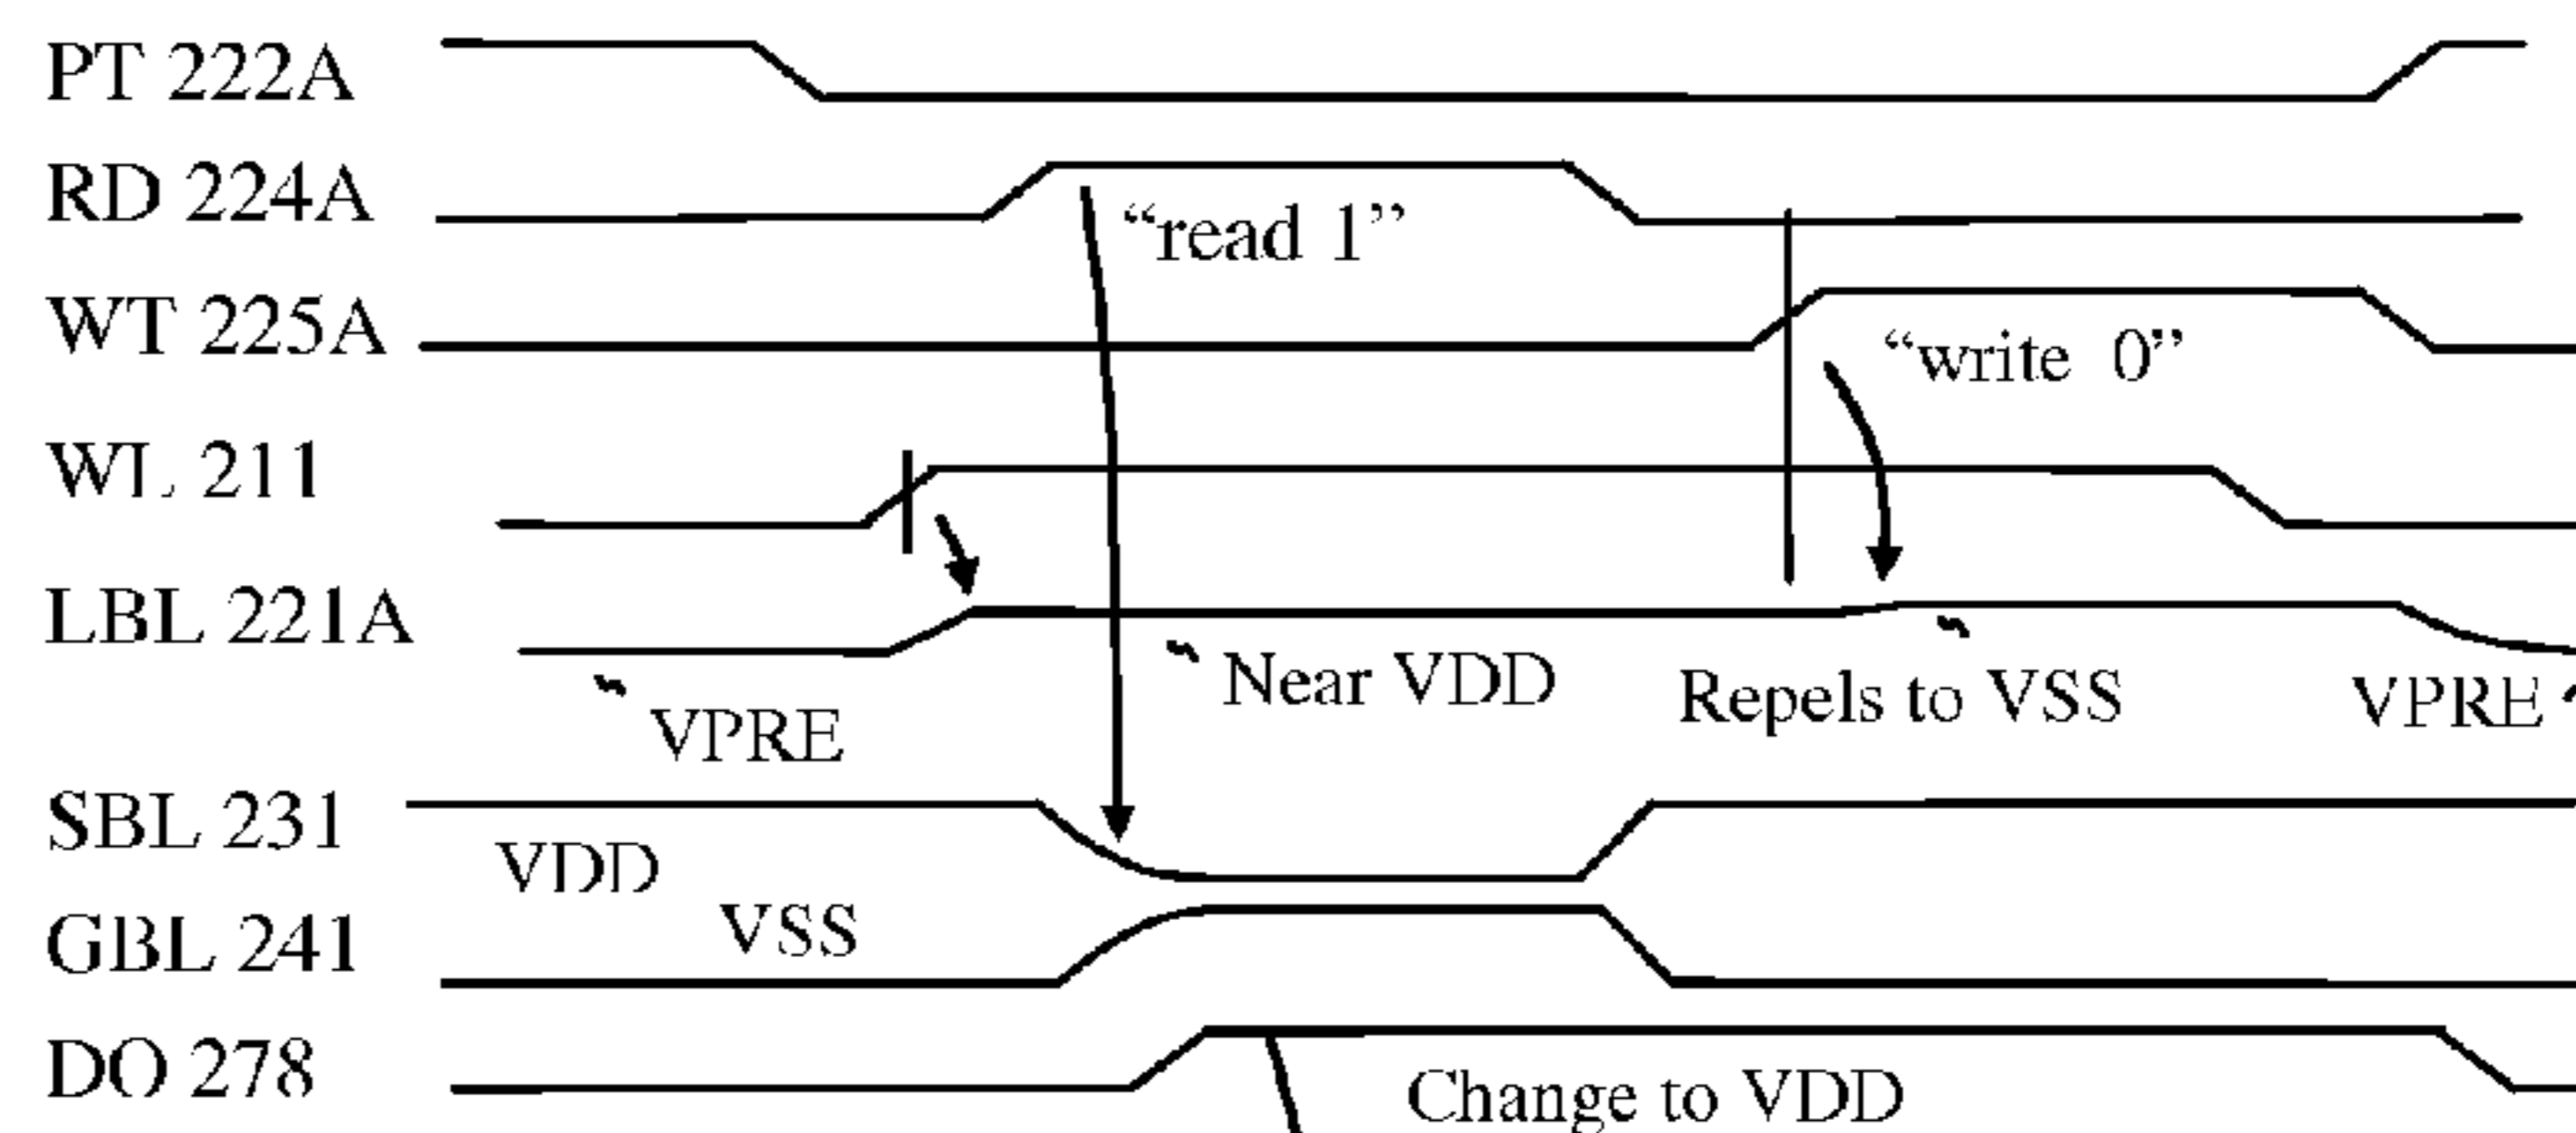 PT 222A
RD 224A
"read 1"
WT 225A
"write 0"
WL 211
LBL 221A
Near VDD
Repels to VSS
VPRE
VPRE
SBL 231
VDD
VSS
GBL 241
DO 278
Change to VDD